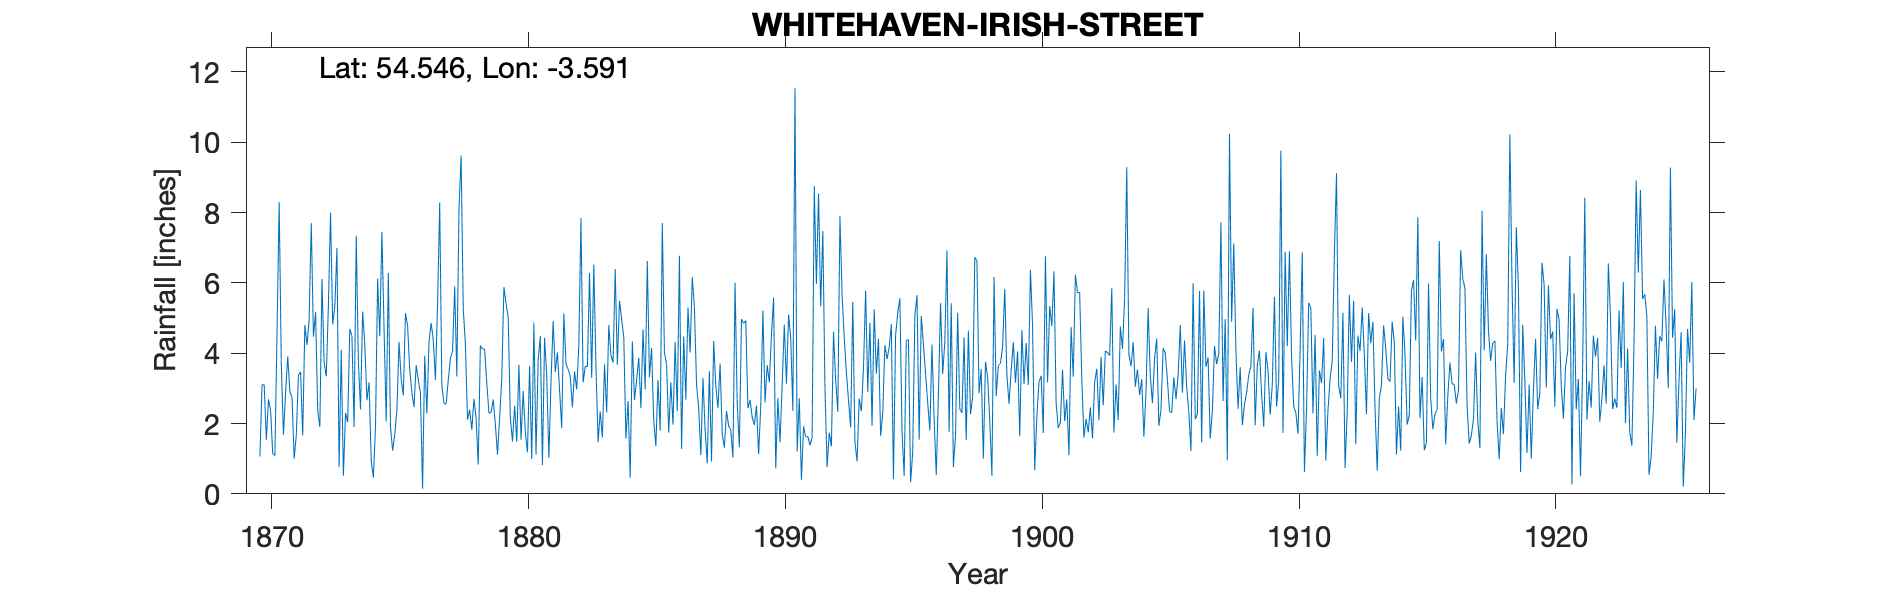 WHITEHAVEN-IRISH-STREET
Lat: 54.546, Lon: -3.591
12
10
8
6
4
2
0
Rainfall [inches]
1870 1880 1890 1900 1910 1920
Year